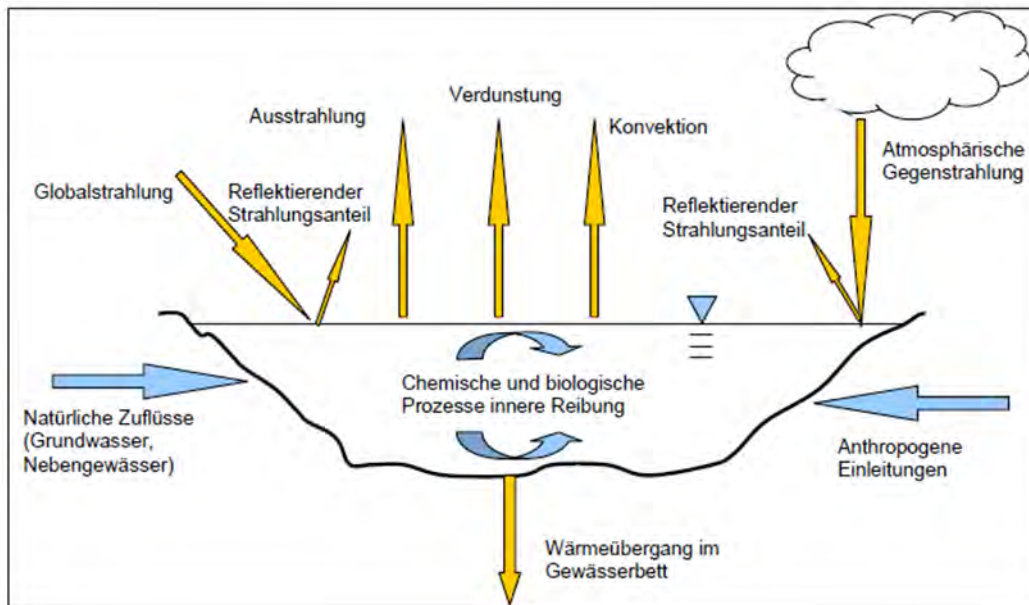 Verdunstung
Ausstrahlung
Konvektion
Atmosphärische
Gegenstrahlung
Globalstrahlung
Reflektierender
Strahlungsanteil
Reflektierender
Strahlungsanteil
Chemische und biologische
Prozesse innere Reibung
Natürliche Zuflüsse
(Grundwasser,
Nebengewässer)
Anthropogene
Einleitungen
Wärmeübergang im
Gewässerbett